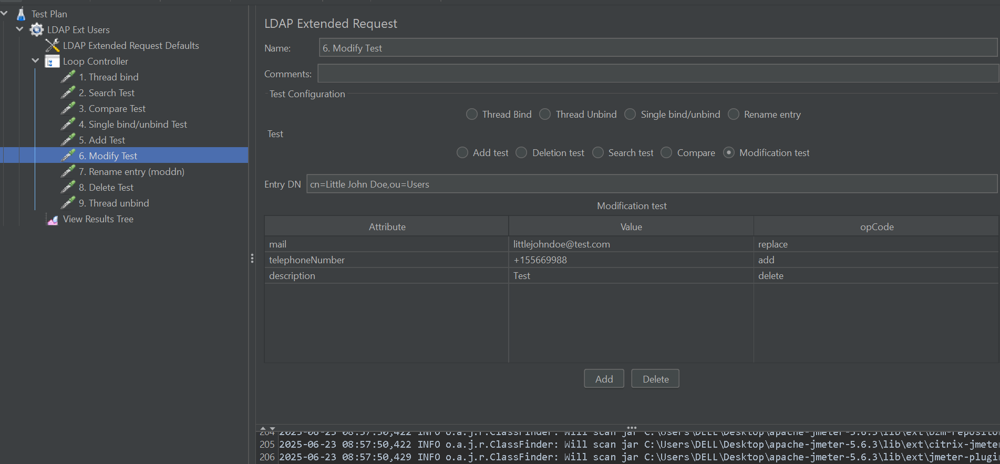 Test Plan
LDAP Ext Users
LDAP Extended Request Defaults
Loop Controller
1. Thread bind
2. Search Test
3. Compare Test
4. Single bind/unbind Test
5. Add Test
6. Modify Test
7. Rename entry (moddn)
8. Delete Test
9. Thread unbind
View Results Tree
LDAP Extended Request
Name: 6. Modify Test
Comments:
Test Configuration
Thread Bind Thread Unbind Single bind/unbind Rename entry
Test
Add test Deletion test Search test Compare Modification test
Entry DN cn=Little John Doe,ou=Users
Modification test
Attribute Value opCode
mail littlejohndoe@test.com replace
telephoneNumber +155669988 add
description Test delete
Add Delete
204 2025-06-23 08:57:50,422 INFO o.a.j.r.ClassFinder: Will scan jar C:\Users\DELL\Desktop\apache-jmeter-5.6.3\lib\ext\bzm-reposito
205 2025-06-23 08:57:50,422 INFO o.a.j.r.ClassFinder: Will scan jar C:\Users\DELL\Desktop\apache-jmeter-5.6.3\lib\ext\citrix-jmeter
206 2025-06-23 08:57:50,429 INFO o.a.j.r.ClassFinder: Will scan jar C:\Users\DELL\Desktop\apache-jmeter-5.6.3\lib\ext\jmeter-plugi